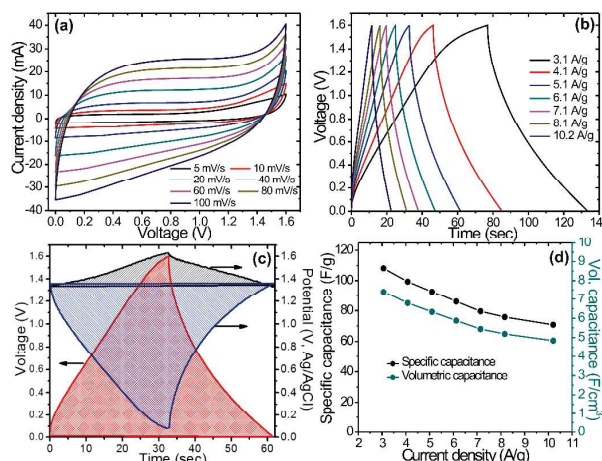 (a)
Current density (mA)
40
30
20
10
0
-10
-20
-30
-40
0.0 0.2 0.4 0.6 0.8 1.0 1.2 1.4 1.6
Voltage (V)
5 mV/s 10 mV/s
20 mV/s 40 mV/s
60 mV/s 80 mV/s
100 mV/s
(b)
Voltage (V)
1.6
1.2
0.8
0.4
0.0
0 20 40 60 80 100 120 140
Time (sec)
3.1 A/g
4.1 A/g
5.1 A/g
6.1 A/g
7.1 A/g
8.1 A/g
10.2 A/g
(c)
Voltage (V)
1.6
1.4
1.2
1.0
0.8
0.6
0.4
0.2
0.0
0 10 20 30 40 50 60
Time (sec)
Potential (V. Ag/AgCl)
1.6
1.4
1.2
1.0
0.8
0.6
0.4
0.2
0.0
(d)
Specific capacitance (F/g)
120
100
80
60
40
20
0
2 3 4 5 6 7 8 9 10 11
Current density (A/g)
Vol. capacitance (F/cm³)
10
9
8
7
6
5
4
3
2
1
0
Specific capacitance
Volumetric capacitance